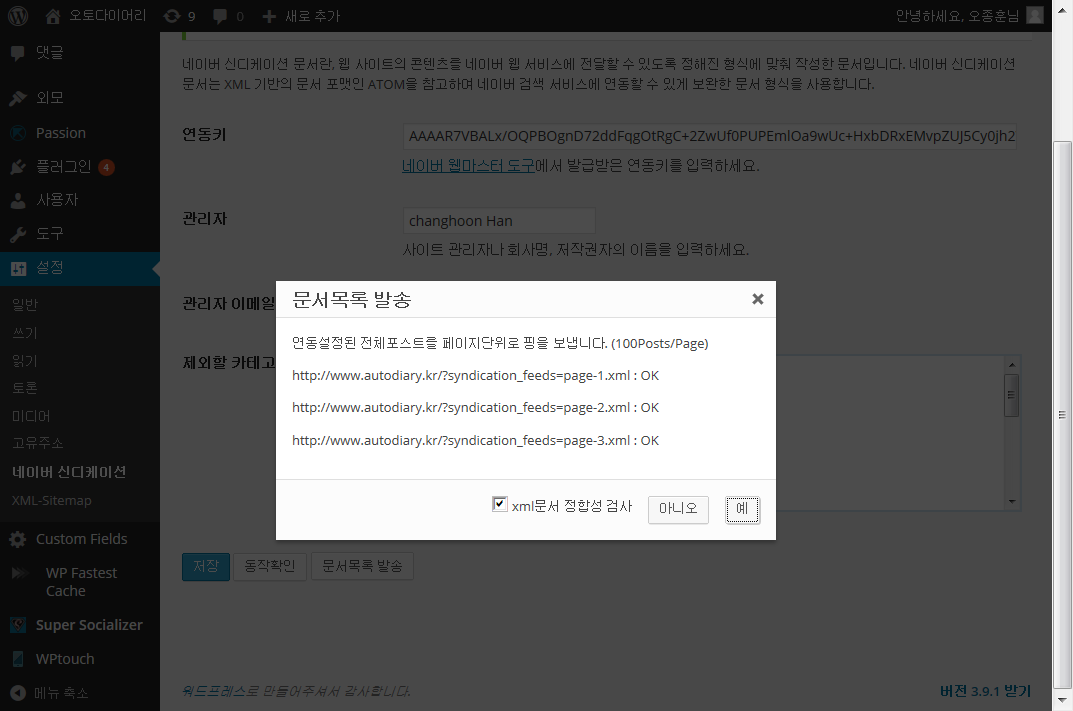 오토다이어리
9
0
새로 추가
안녕하세요, 오종훈님
댓글
외모
Passion
플러그인 4
사용자
도구
설정
일반
쓰기
읽기
토론
미디어
고유주소
네이버 신디케이션
XML-Sitemap
Custom Fields
WP Fastest
Cache
Super Socializer
WPtouch
메뉴 축소
네이버 신디케이션 문서란, 웹 사이트의 콘텐츠를 네이버 웹 서비스에 전달할 수 있도록 정해진 형식에 맞춰 작성한 문서입니다. 네이버 신디케이션
문서는 XML 기반의 문서 포맷인 ATOM을 참고하여 네이버 검색 서비스에 연동할 수 있게 보완한 문서 형식을 사용합니다.
연동키
AAAAR7VBALx/OQPBOgnD72ddFqgOtRgC+2ZwUf0PUPEmlOa9wUc+HxbDRxEMvpZUJ5Cy0jh2
네이버 웹마스터 도구에서 발급받은 연동키를 입력하세요.
관리자
changhoon Han
사이트 관리자나 회사명, 저작권자의 이름을 입력하세요.
관리자 이메일
제외할 카테고
문서목록 발송
연동설정된 전체포스트를 페이지단위로 핑을 보냅니다. (100Posts/Page)
http://www.autodiary.kr/?syndication_feeds=page-1.xml : OK
http://www.autodiary.kr/?syndication_feeds=page-2.xml : OK
http://www.autodiary.kr/?syndication_feeds=page-3.xml : OK
xml문서 정합성 검사
아니오
예
저장
동작확인
문서목록 발송
워드프레스로 만들어주셔서 감사합니다.
버전 3.9.1 받기